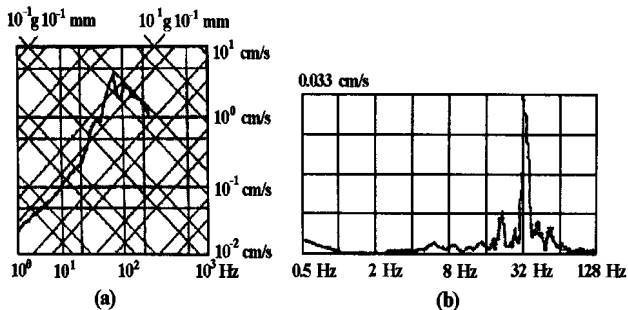 10⁻¹g 10⁻¹ mm 10¹g 10⁻¹ mm
10¹ cm/s
10⁰ cm/s
10⁻¹ cm/s
10⁻² cm/s
10⁰ 10¹ 10² 10³ Hz
(a)
0.033 cm/s
0.5 Hz 2 Hz 8 Hz 32 Hz 128 Hz
(b)